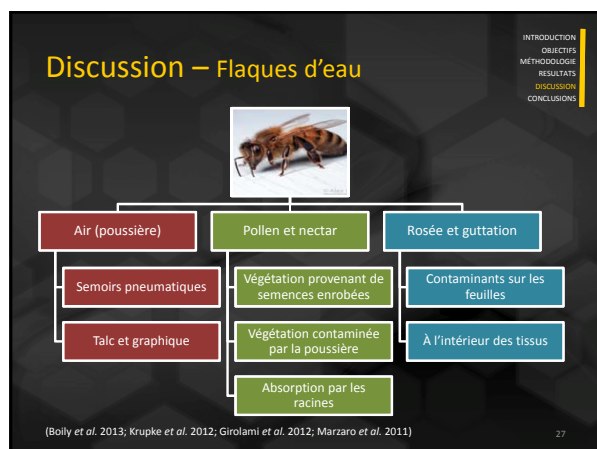 INTRODUCTION
OBJECTIFS
MÉTHODOLOGIE
RESULTATS
DISCUSSION
CONCLUSIONS
Discussion – Flaques d'eau
Air (poussière)
Semoirs pneumatiques
Talc et graphique
Pollen et nectar
Végétation provenant de
semences enrobées
Végétation contaminée
par la poussière
Absorption par les
racines
Rosée et guttation
Contaminants sur les
feuilles
À l'intérieur des tissus
(Boily et al. 2013; Krupke et al. 2012; Girolami et al. 2012; Marzaro et al. 2011)
27